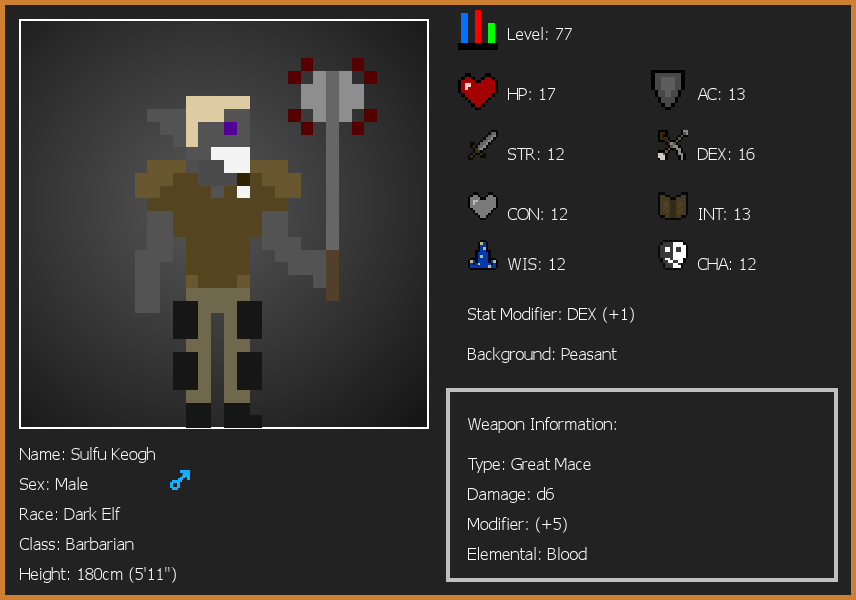 Level: 77
HP: 17
AC: 13
STR: 12
DEX: 16
CON: 12
INT: 13
WIS: 12
CHA: 12
Stat Modifier: DEX (+1)
Background: Peasant
Weapon Information:
Type: Great Mace
Damage: d6
Modifier: (+5)
Elemental: Blood
Name: Sulfu Keogh
Sex: Male
Race: Dark Elf
Class: Barbarian
Height: 180cm (5'11")